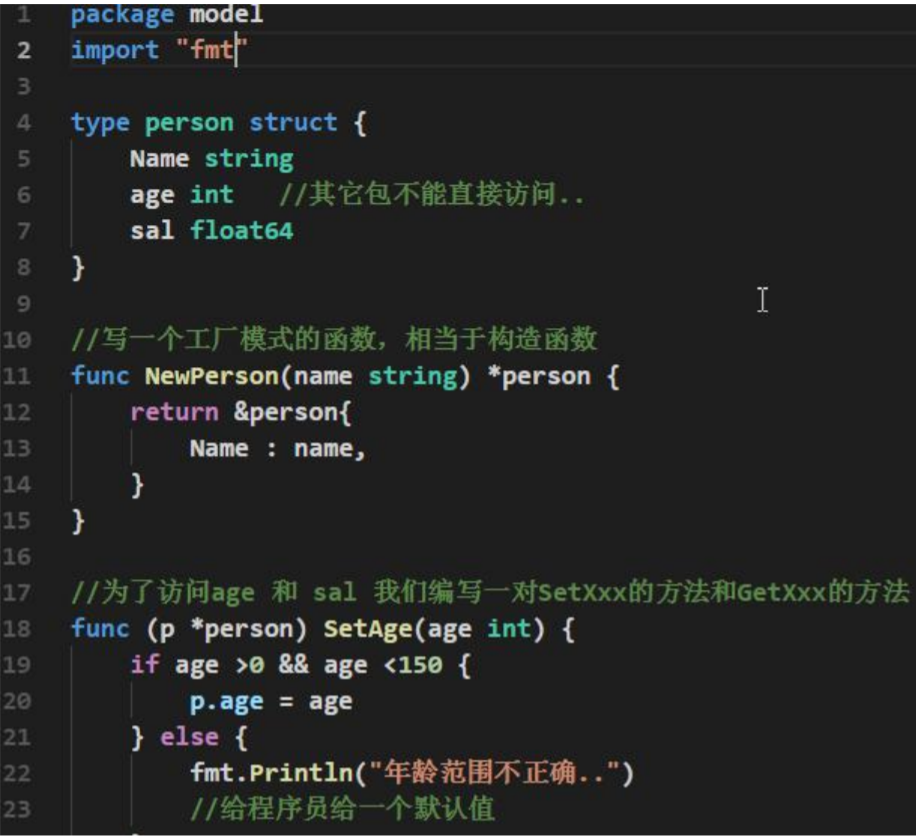 1 package model
2 import "fmt"
3
4 type person struct {
5     Name string
6     age int   //其它包不能直接访问..
7     sal float64
8 }
9
10 //写一个工厂模式的函数，相当于构造函数
11 func NewPerson(name string) *person {
12     return &person{
13         Name : name,
14     }
15 }
16
17 //为了访问age 和 sal 我们编写一对SetXxx的方法和GetXxx的方法
18 func (p *person) SetAge(age int) {
19     if age >0 && age <150 {
20         p.age = age
21     } else {
22         fmt.Println("年龄范围不正确..")
23         //给程序员给一个默认值